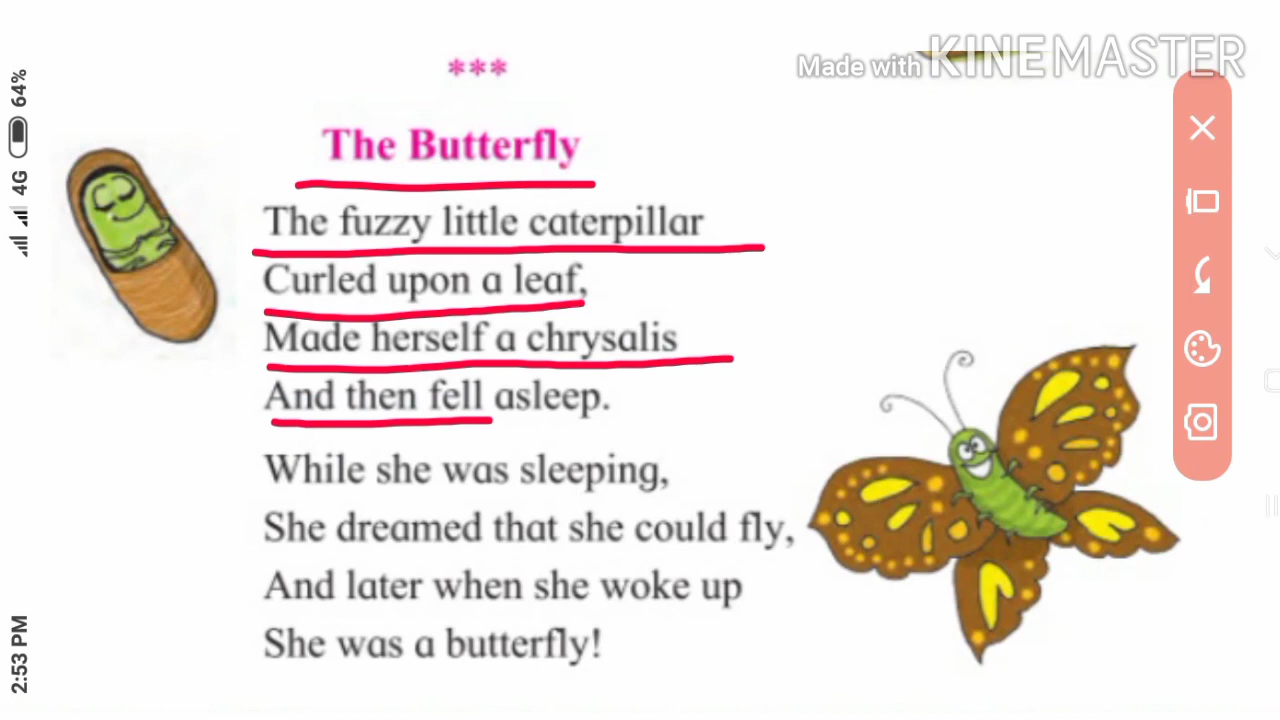 Made with KINEMASTER
64%
4G
2:53 PM
***
The Butterfly
The fuzzy little caterpillar
Curled upon a leaf,
Made herself a chrysalis
And then fell asleep.
While she was sleeping,
She dreamed that she could fly,
And later when she woke up
She was a butterfly!